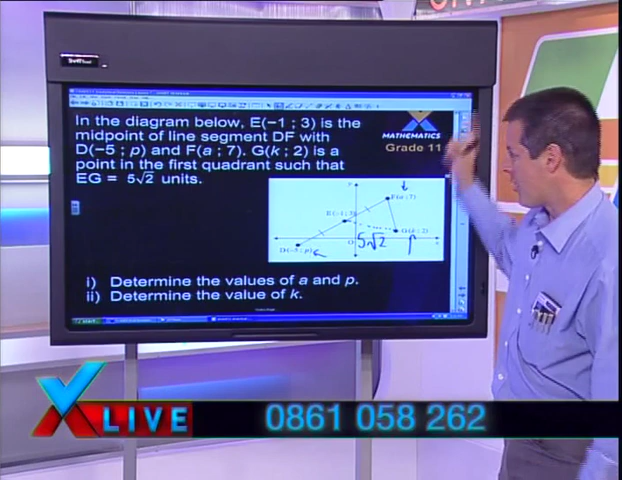 In the diagram below, E(−1 ; 3) is the
midpoint of line segment DF with
D(−5 ; p) and F(a ; 7). G(k ; 2) is a
point in the first quadrant such that
EG = 5√2 units.
MATHEMATICS
Grade 11
y
F(a ; 7)
E(−1; 3)
G(k ; 2)
5√2
O
D(−5 ; p)
i) Determine the values of a and p.
ii) Determine the value of k.
X LIVE 0861 058 262